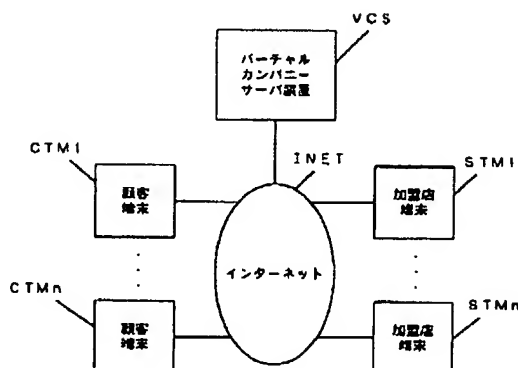 VCS
バーチャル
カンパニー
サーバ装置
CTM1
INET
STM1
顧客
端末
加盟店
端末
インターネット
CTMn
STMn
顧客
端末
加盟店
端末